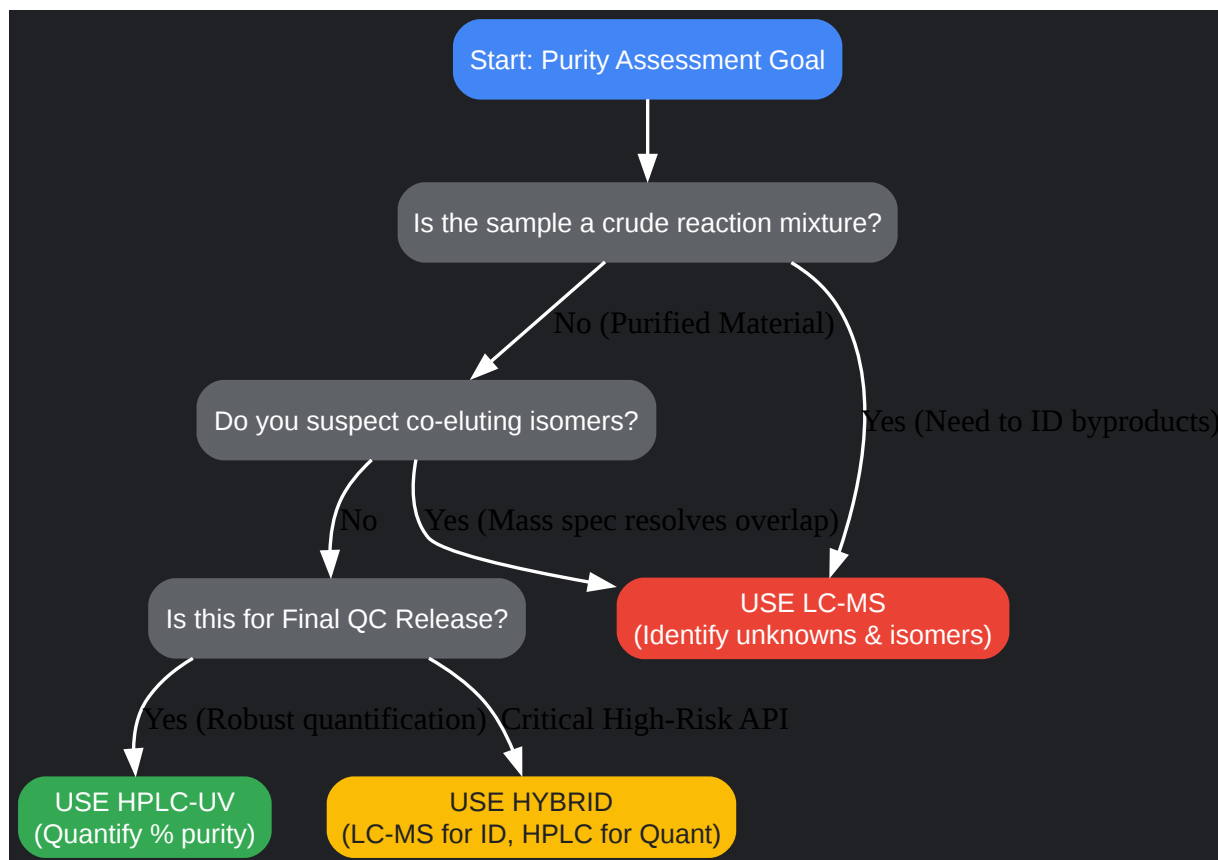 Start: Purity Assessment Goal
Is the sample a crude reaction mixture?
No (Purified Material)
Do you suspect co-eluting isomers?
Yes (Need to ID byproducts)
No
Yes (Mass spec resolves overlap)
Is this for Final QC Release?
USE LC-MS
(Identify unknowns & isomers)
Yes (Robust quantification)
Critical High-Risk API
USE HPLC-UV
(Quantify % purity)
USE HYBRID
(LC-MS for ID, HPLC for Quant)